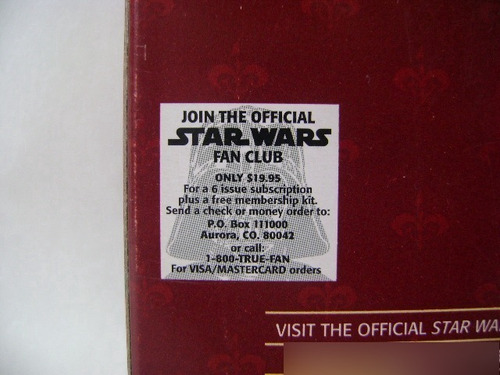 JOIN THE OFFICIAL
STAR WARS
FAN CLUB
ONLY $19.95
For a 6 issue subscription
plus a free membership kit.
Send a check or money order to:
P.O. Box 111000
Aurora, CO. 80042
or call:
1-800-TRUE-FAN
For VISA/MASTERCARD orders
VISIT THE OFFICIAL STAR WA